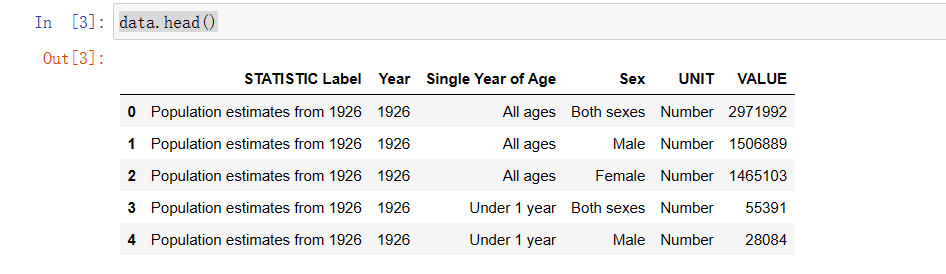 In [3]: data.head()
Out[3]:
STATISTIC Label Year Single Year of Age Sex UNIT VALUE
0 Population estimates from 1926 1926 All ages Both sexes Number 2971992
1 Population estimates from 1926 1926 All ages Male Number 1506889
2 Population estimates from 1926 1926 All ages Female Number 1465103
3 Population estimates from 1926 1926 Under 1 year Both sexes Number 55391
4 Population estimates from 1926 1926 Under 1 year Male Number 28084